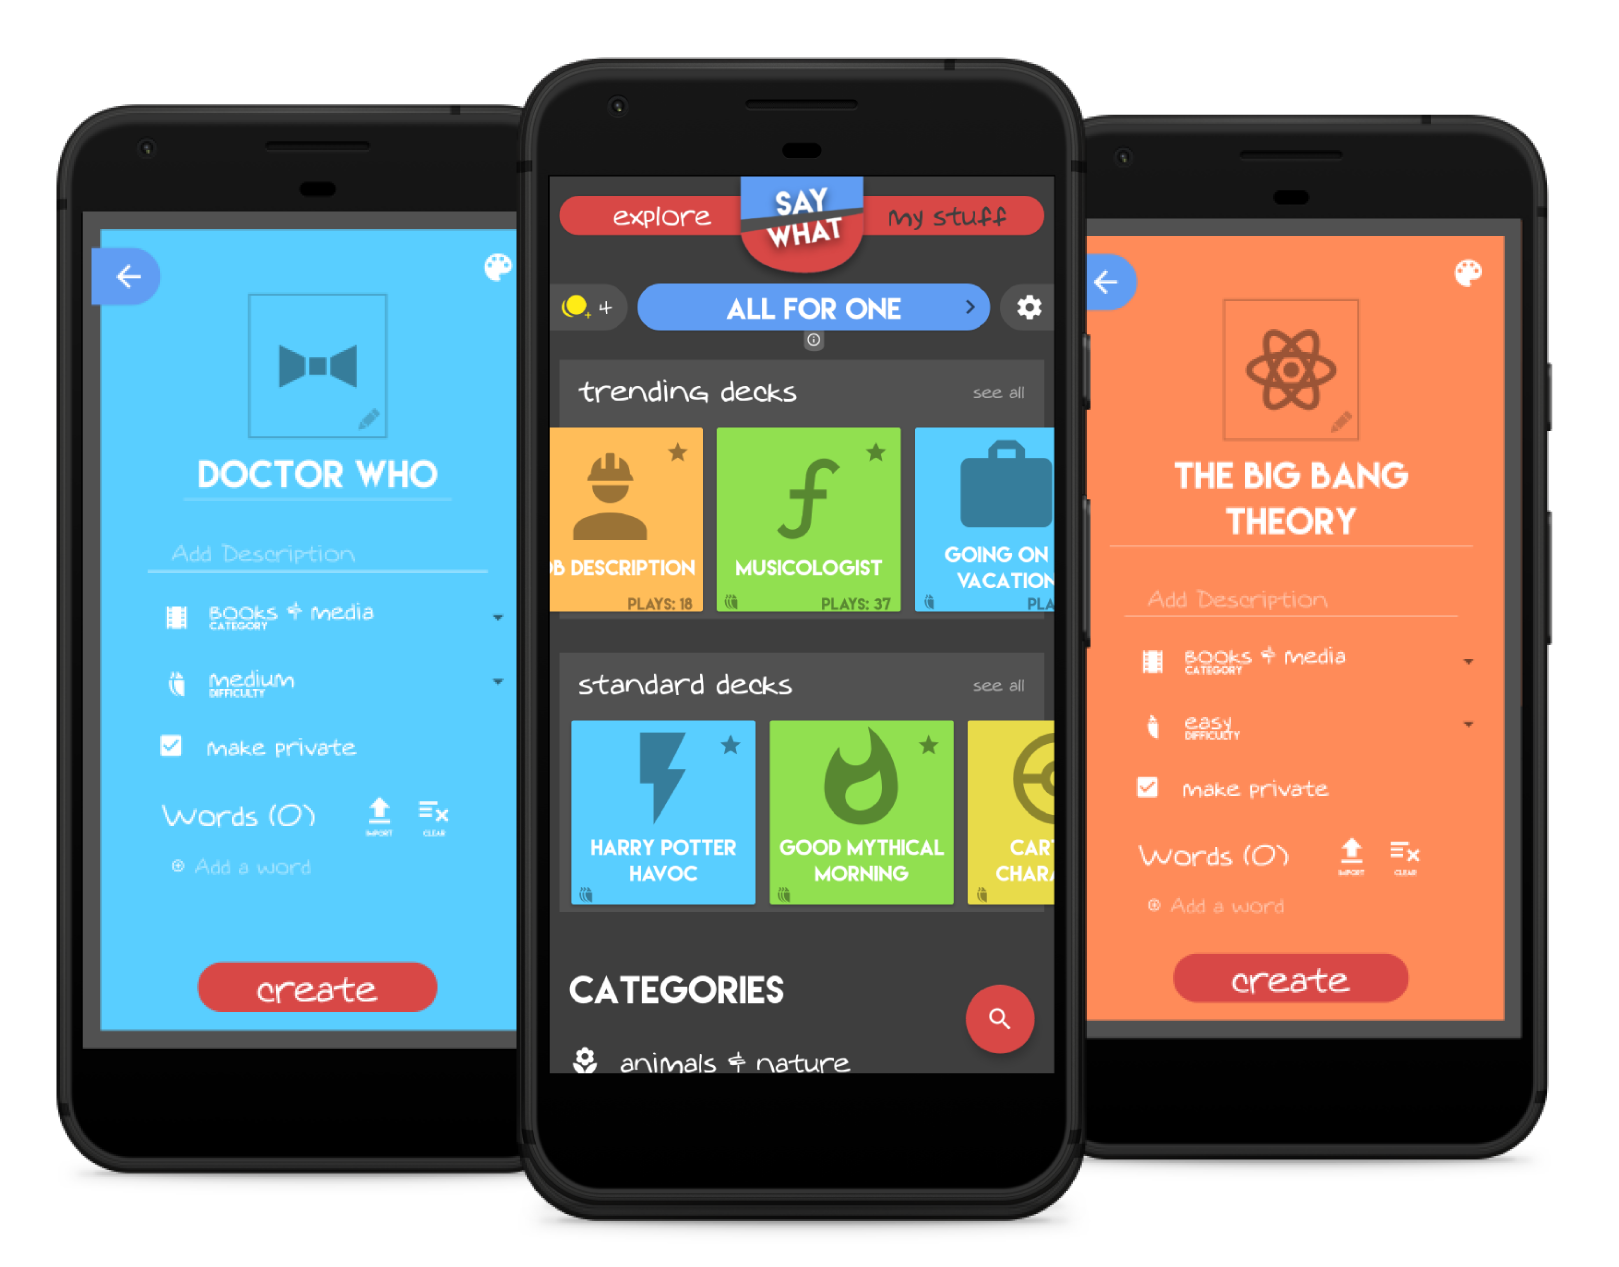 DOCTOR WHO
Add Description
Books & Media
CATEGORY
medium
DIFFICULTY
make private
Words (0)
IMPORT
CLEAR
Add a word
create
explore
SAY
WHAT
my stuff
+ 4
ALL FOR ONE
trending decks
see all
B DESCRIPTION
PLAYS: 18
MUSICOLOGIST
PLAYS: 37
GOING ON
VACATION
PLA
standard decks
see all
HARRY POTTER
HAVOC
GOOD MYTHICAL
MORNING
CAR
CHARA
CATEGORIES
animals & nature
THE BIG BANG
THEORY
Add Description
Books & Media
CATEGORY
easy
DIFFICULTY
make private
Words (0)
IMPORT
CLEAR
Add a word
create